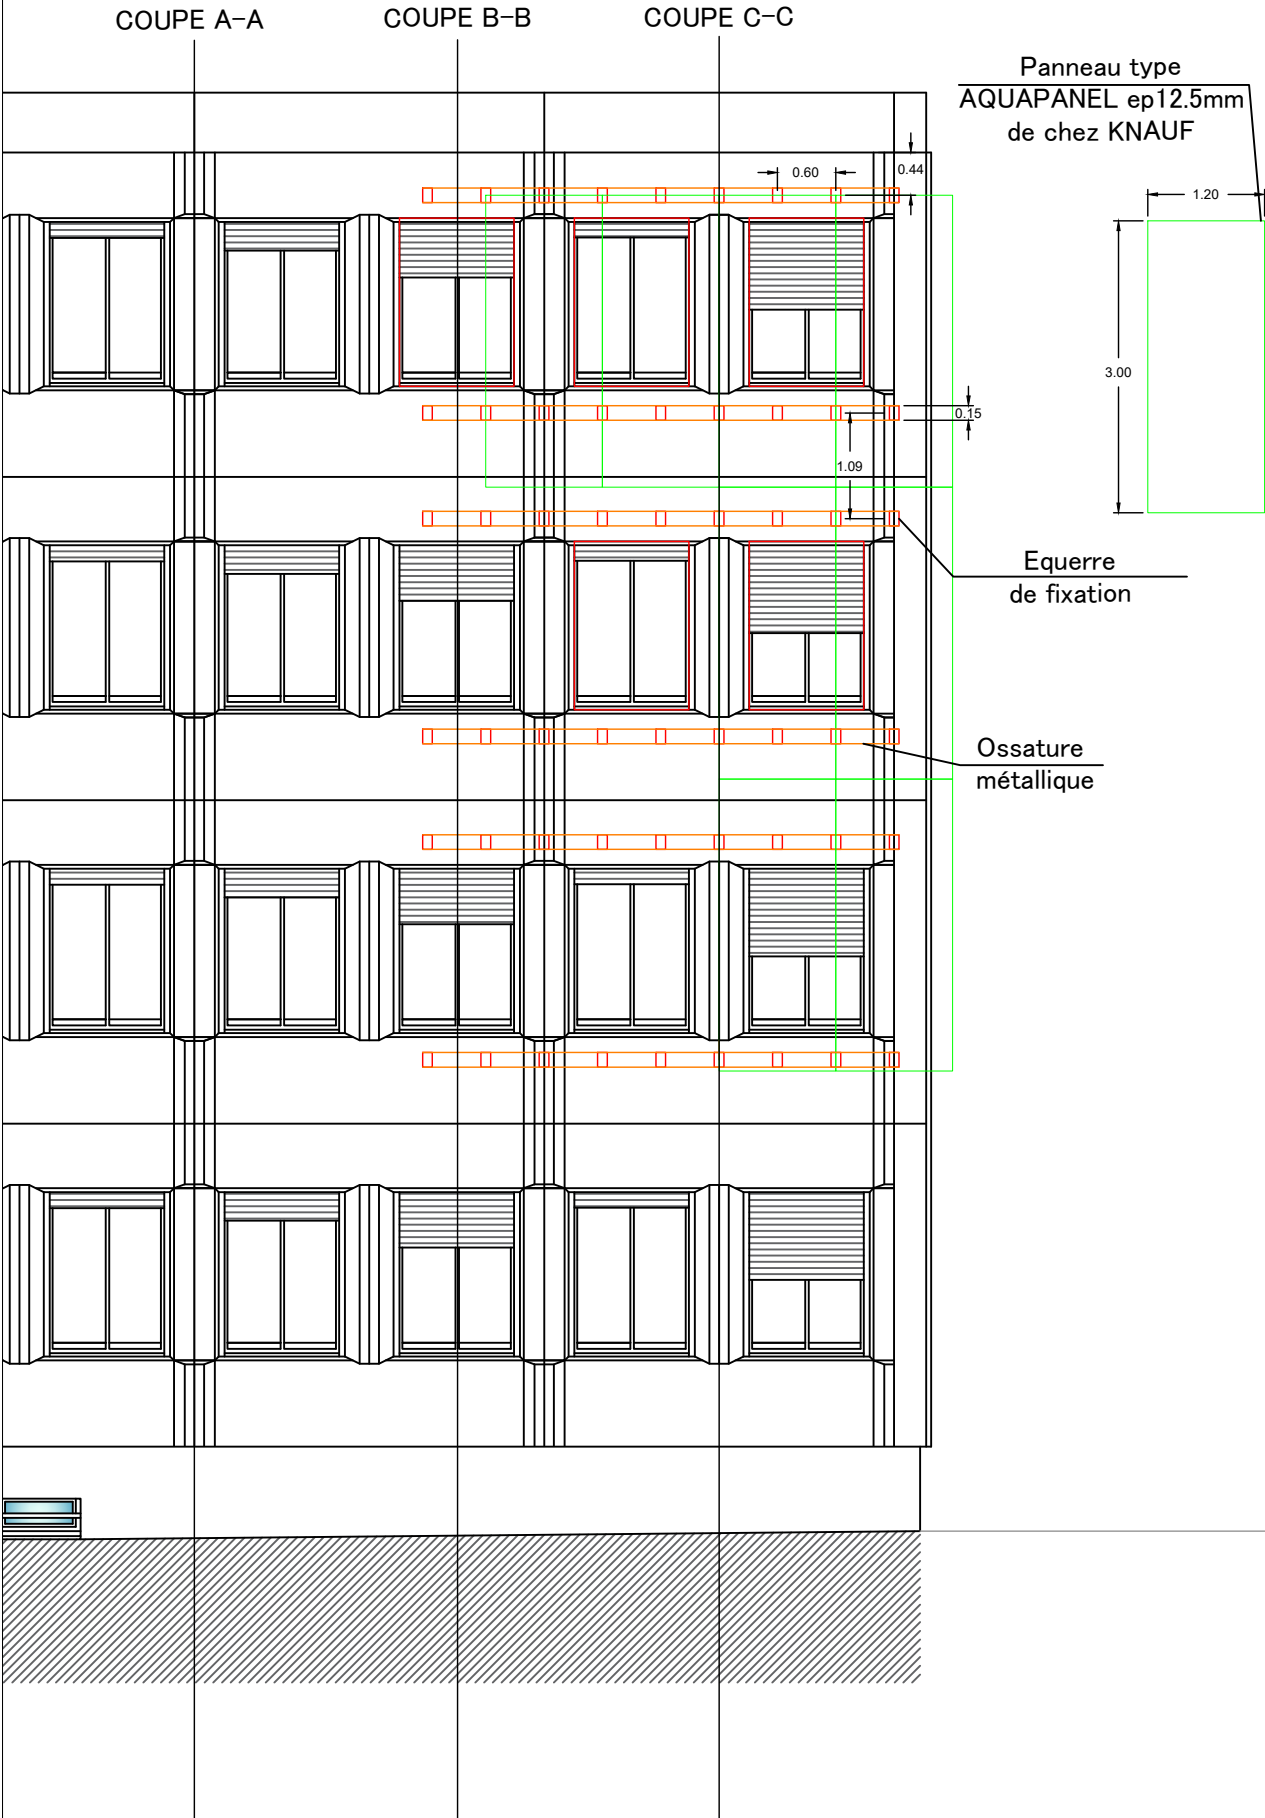 COUPE A-A
COUPE B-B
COUPE C-C
Panneau type
AQUAPANEL ep12.5mm
de chez KNAUF
0.60
0.44
1.20
3.00
0.15
1.09
Equerre
de fixation
Ossature
métallique